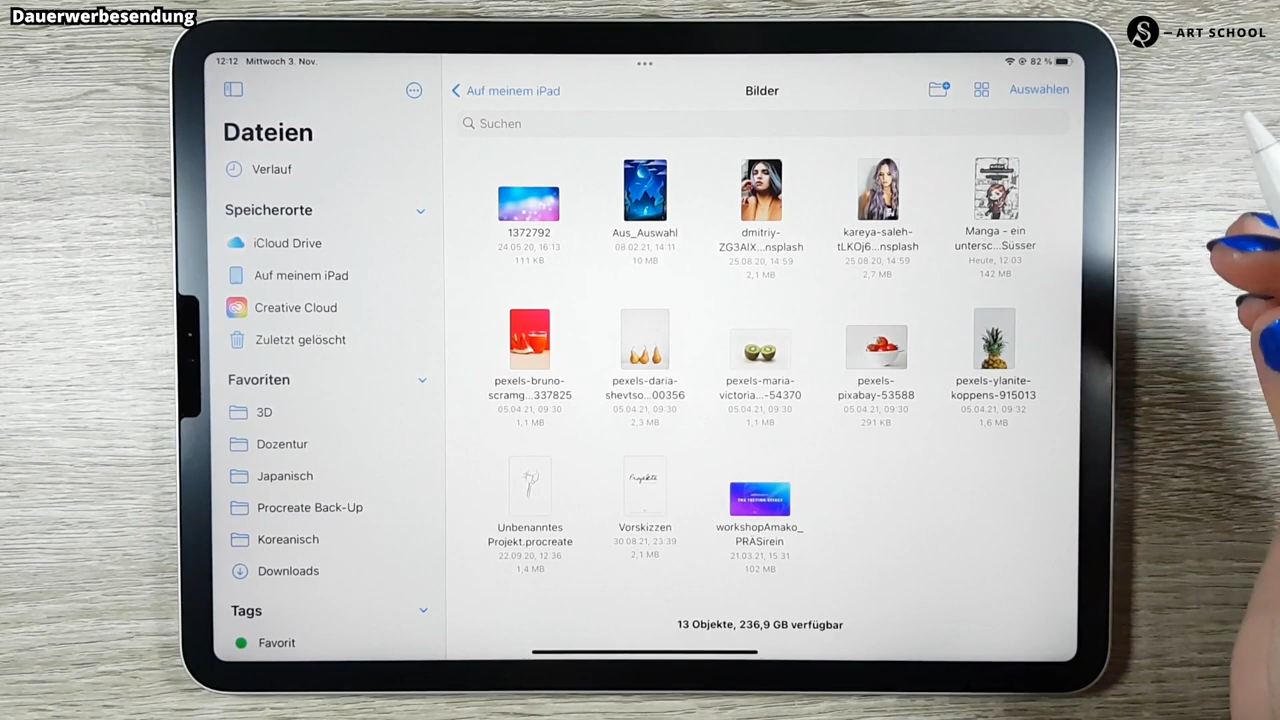 Dauerwerbesendung
— ART SCHOOL
12:12 Mittwoch 3. Nov.
82 %
Dateien
Verlauf
Speicherorte
iCloud Drive
Auf meinem iPad
Creative Cloud
Zuletzt gelöscht
Favoriten
3D
Dozentur
Japanisch
Procreate Back-Up
Koreanisch
Downloads
Tags
Favorit
Auf meinem iPad
Bilder
Auswählen
Suchen
1372792
24.05.20, 16:13
111 KB
Aus_Auswahl
08.02.21, 14:11
10 MB
dmitriy-
ZG3AlX...nsplash
25.08.20, 14:59
2,1 MB
kareya-saleh-
tLKOj6...nsplash
25.08.20, 14:59
2,7 MB
Manga - ein
untersc...Süsser
Heute, 12:03
142 MB
pexels-bruno-
scramg...337825
05.04.21, 09:30
1,1 MB
pexels-daria-
shevtso...00356
05.04.21, 09:30
2,3 MB
pexels-maria-
victoria...-54370
05.04.21, 09:30
1,1 MB
pexels-
pixabay-53588
05.04.21, 09:30
291 KB
pexels-ylanite-
koppens-915013
05.04.21, 09:32
1,6 MB
Unbenanntes
Projekt.procreate
22.09.20, 12:36
1,4 MB
Projekte
Vorskizzen
30.08.21, 23:39
2,1 MB
workshopAmako_
PRÄSirein
21.03.21, 15:31
102 MB
13 Objekte, 236,9 GB verfügbar